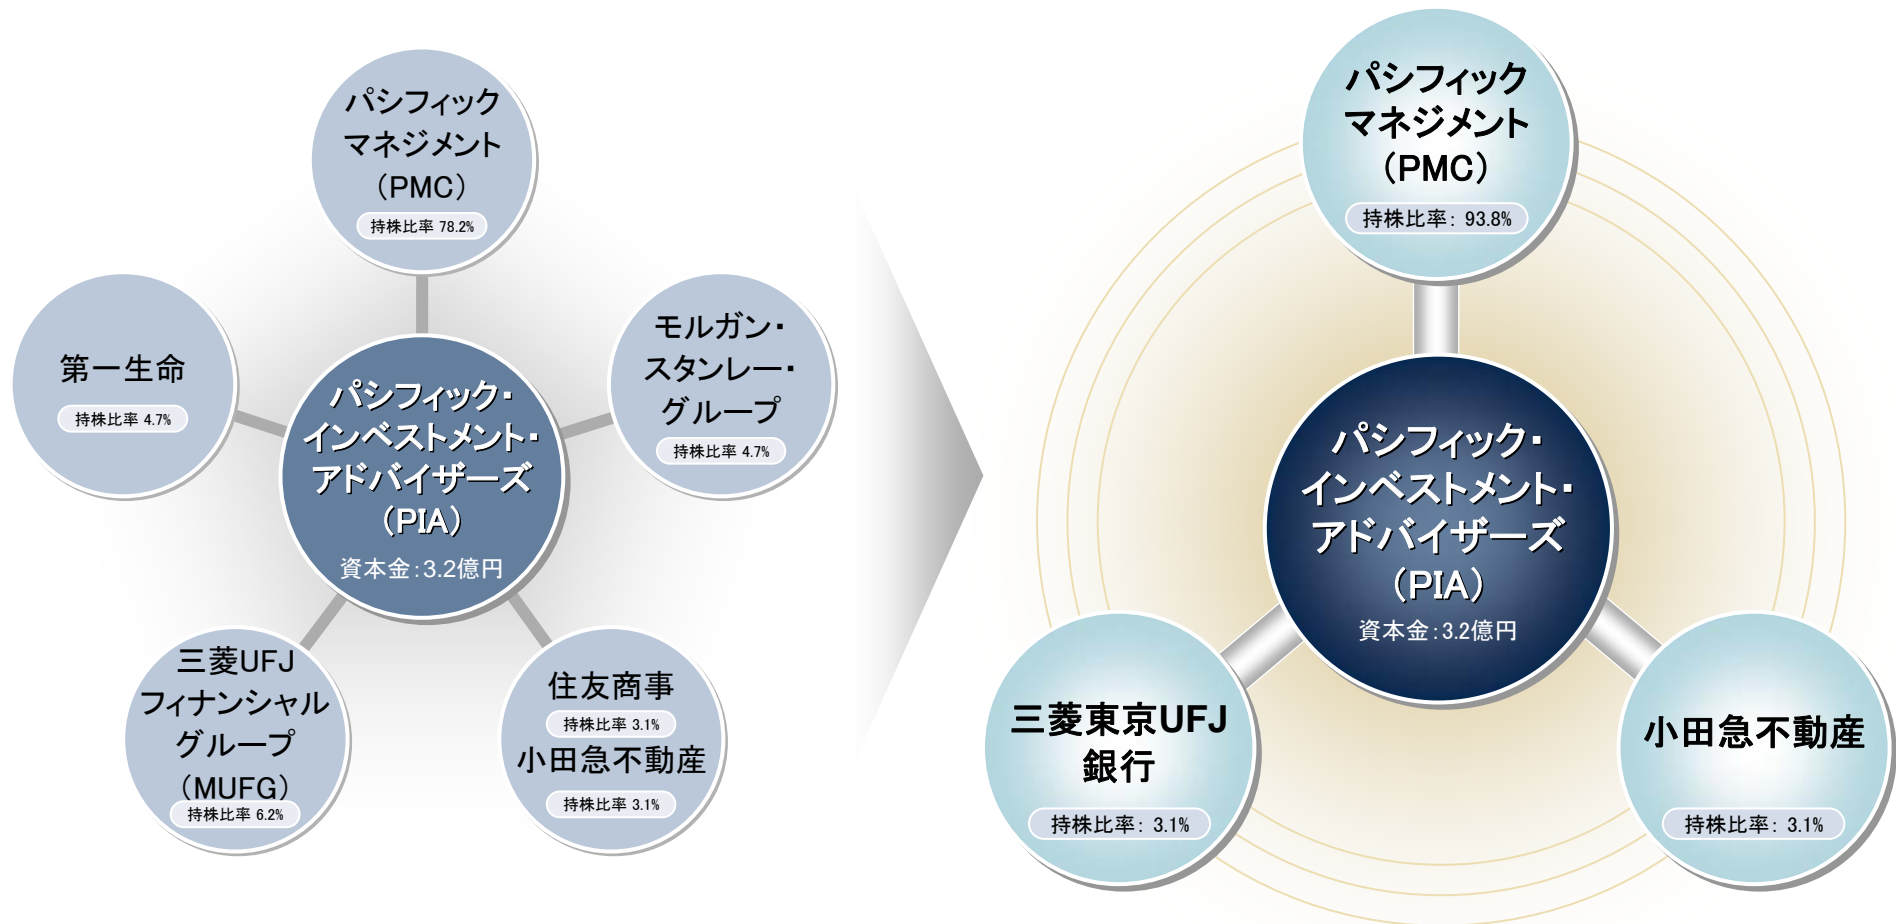 パシフィック
マネジメント
（PMC）
持株比率 78.2%
第一生命
持株比率 4.7%
モルガン・
スタンレー・
グループ
持株比率 4.7%
パシフィック・
インベストメント・
アドバイザーズ
（PIA）
資本金：3.2億円
三菱UFJ
フィナンシャル
グループ
（MUFG）
持株比率 6.2%
住友商事
持株比率 3.1%
小田急不動産
持株比率 3.1%
パシフィック
マネジメント
（PMC）
持株比率： 93.8%
パシフィック・
インベストメント・
アドバイザーズ
（PIA）
資本金：3.2億円
三菱東京UFJ
銀行
持株比率： 3.1%
小田急不動産
持株比率： 3.1%